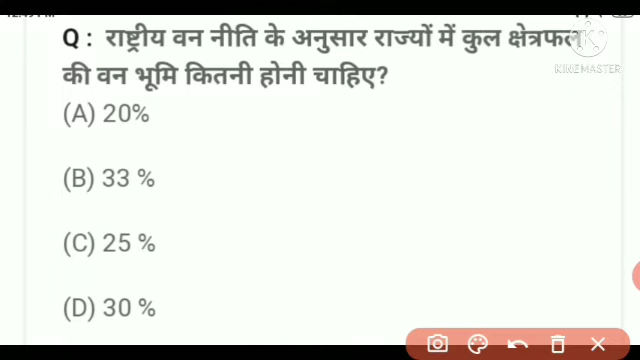 Q : राष्ट्रीय वन नीति के अनुसार राज्यों में कुल क्षेत्रफल
की वन भूमि कितनी होनी चाहिए?
KINEMASTER
(A) 20%
(B) 33 %
(C) 25 %
(D) 30 %